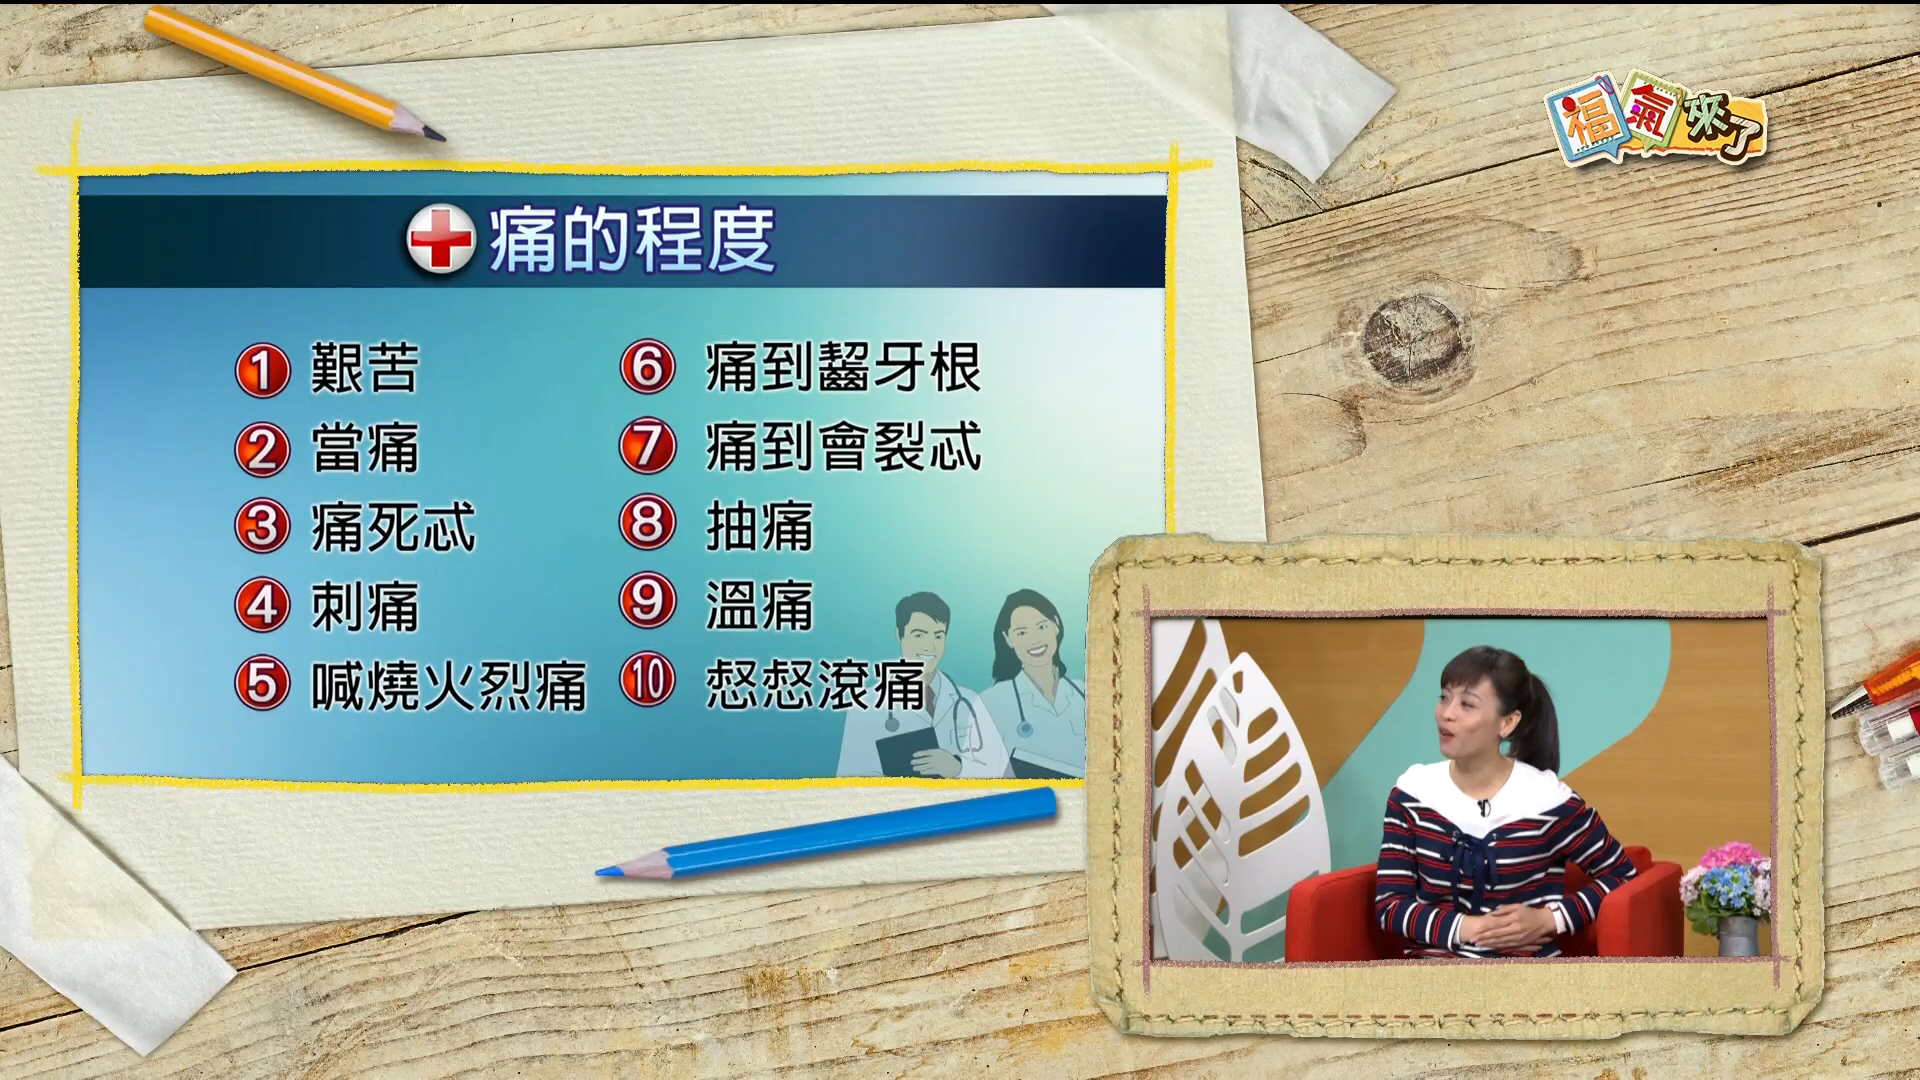 福氣來了
痛的程度
1 艱苦
2 當痛
3 痛死忒
4 刺痛
5 喊燒火烈痛
6 痛到齧牙根
7 痛到會裂忒
8 抽痛
9 溫痛
10 惄惄滾痛